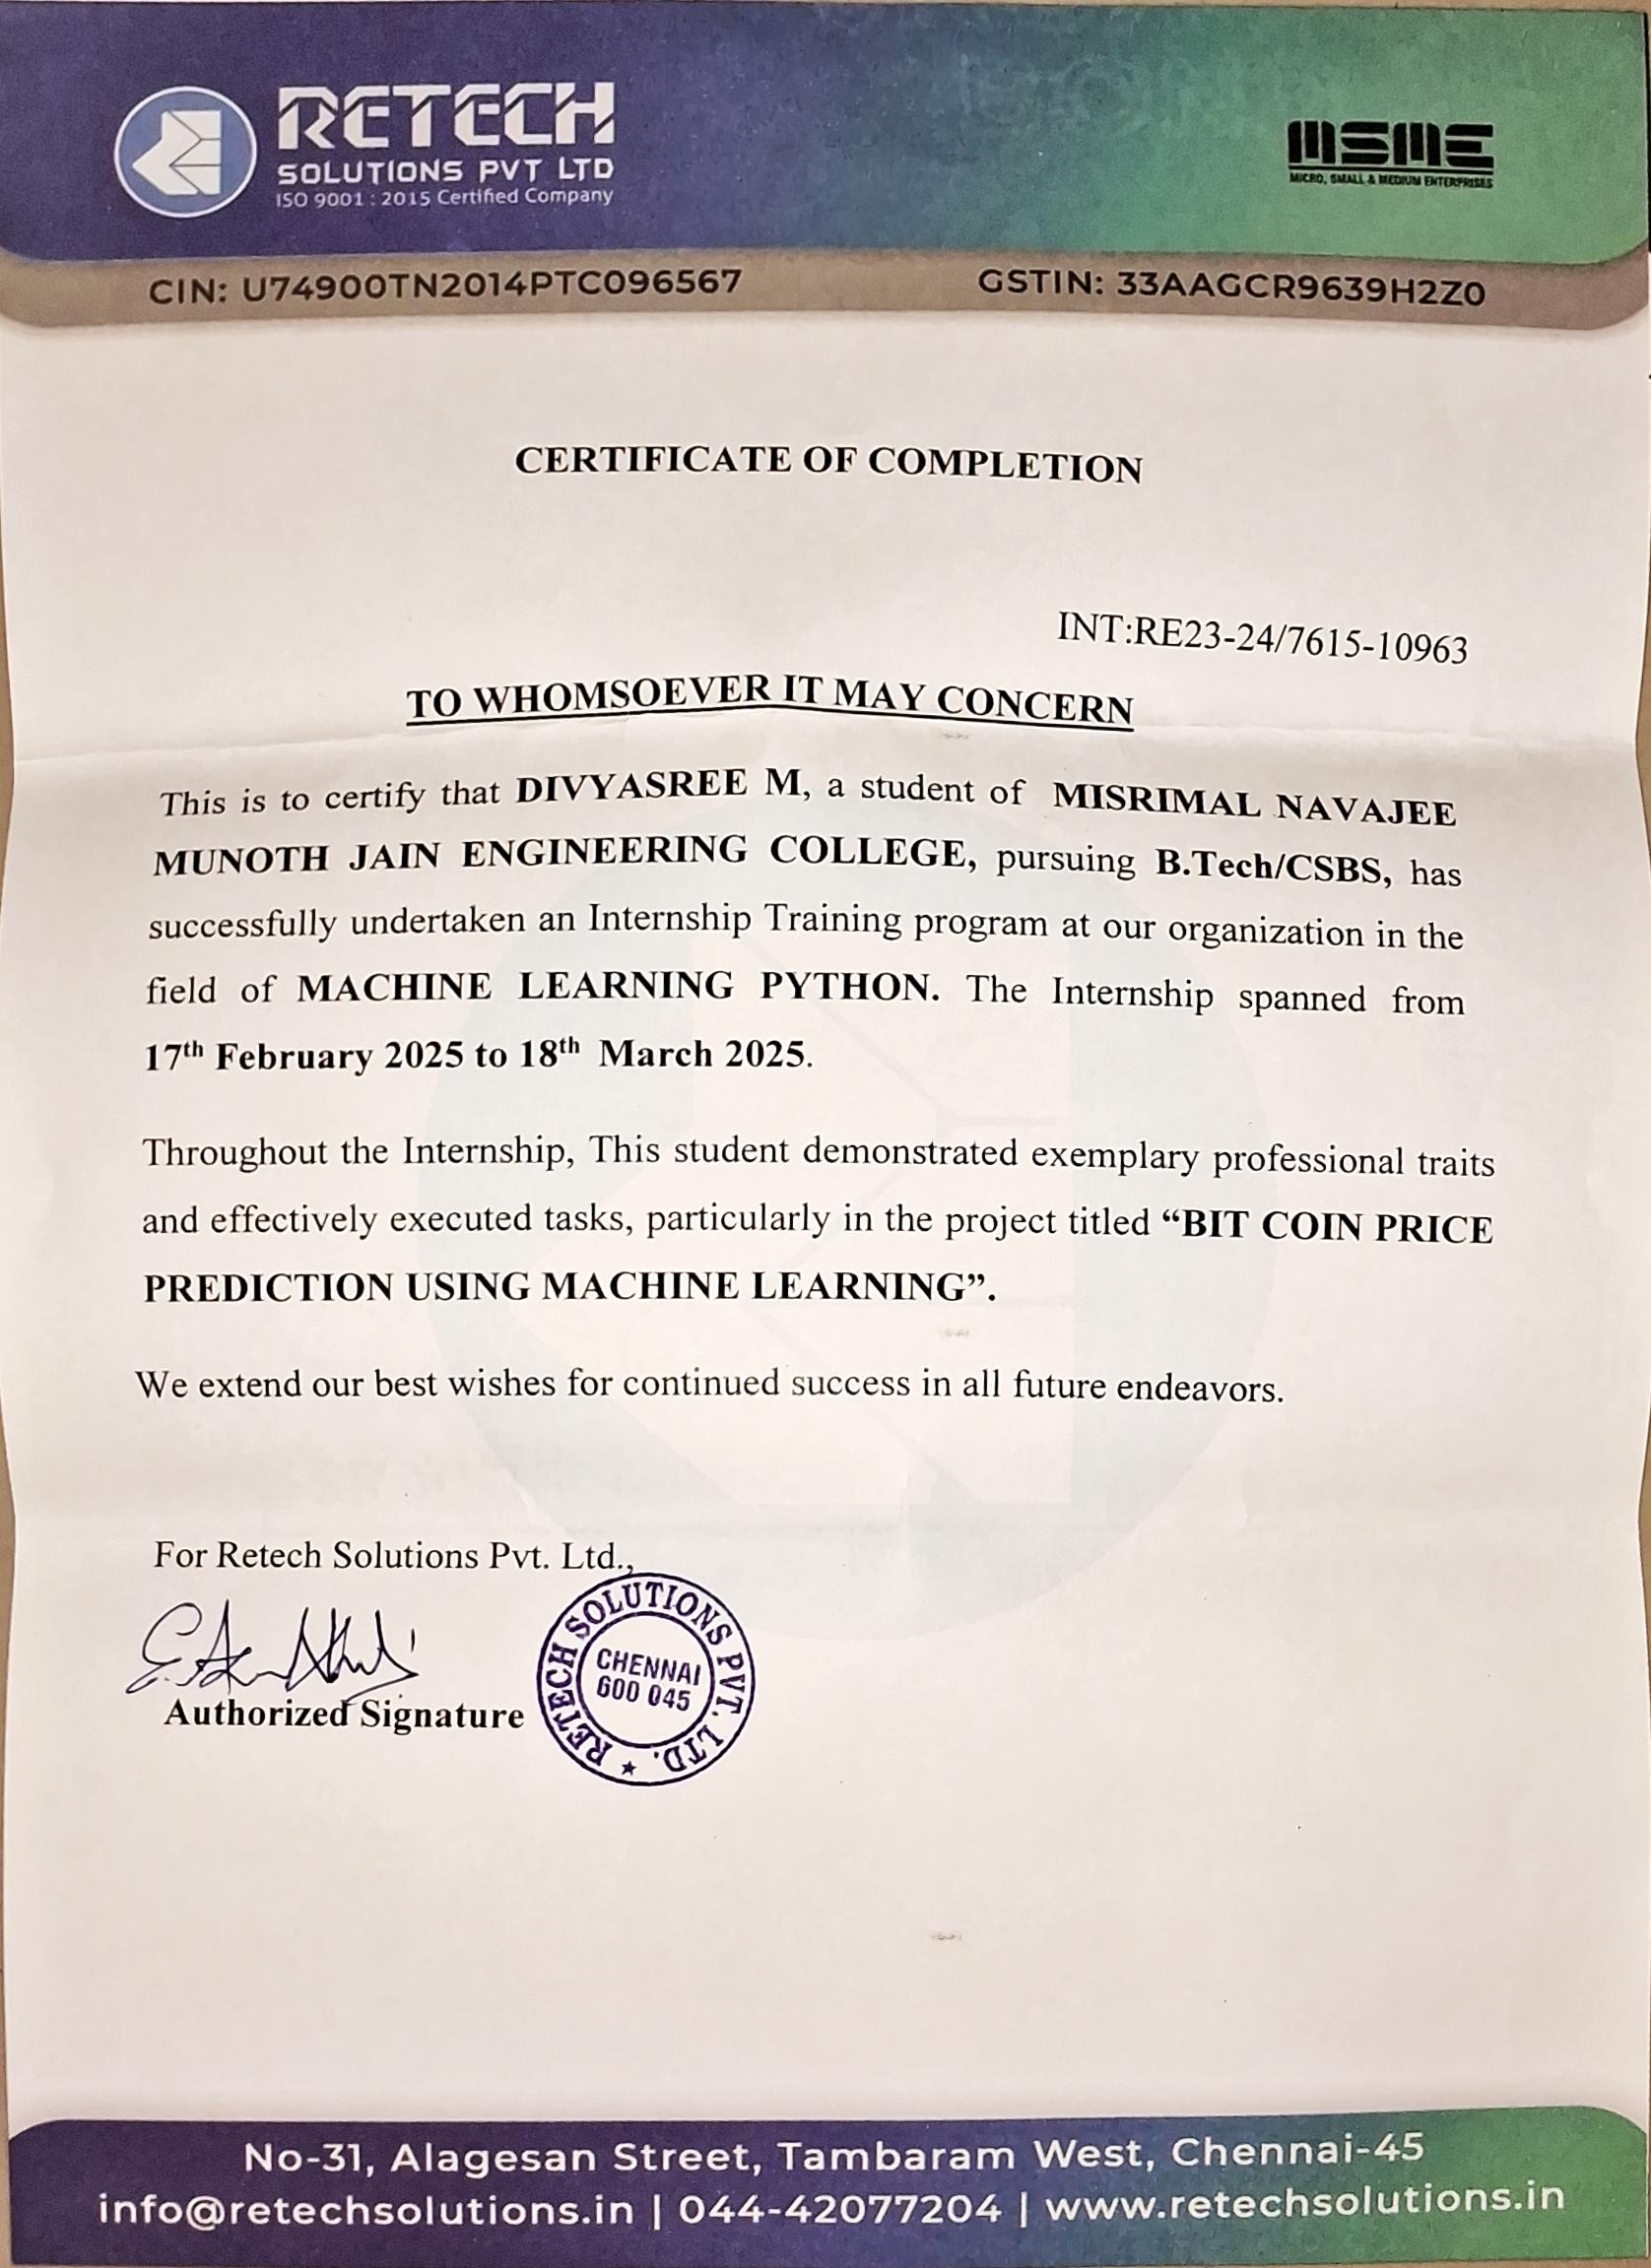 RETECH
SOLUTIONS PVT LTD
ISO 9001 : 2015 Certified Company
MSME
MICRO, SMALL & MEDIUM ENTERPRISES
CIN: U74900TN2014PTC096567
GSTIN: 33AAGCR9639H2Z0
CERTIFICATE OF COMPLETION
INT:RE23-24/7615-10963
TO WHOMSOEVER IT MAY CONCERN
This is to certify that DIVYASREE M, a student of MISRIMAL NAVAJEE
MUNOTH JAIN ENGINEERING COLLEGE, pursuing B.Tech/CSBS, has
successfully undertaken an Internship Training program at our organization in the
field of MACHINE LEARNING PYTHON. The Internship spanned from
17th February 2025 to 18th March 2025.
Throughout the Internship, This student demonstrated exemplary professional traits
and effectively executed tasks, particularly in the project titled “BIT COIN PRICE
PREDICTION USING MACHINE LEARNING”.
We extend our best wishes for continued success in all future endeavors.
For Retech Solutions Pvt. Ltd.,
Authorized Signature
RETECH SOLUTIONS PVT. LTD. ★
CHENNAI
600 045
No-31, Alagesan Street, Tambaram West, Chennai-45
info@retechsolutions.in | 044-42077204 | www.retechsolutions.in